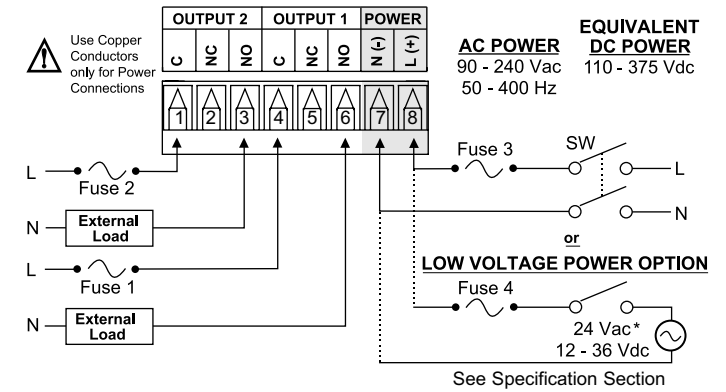 OUTPUT 2 OUTPUT 1 POWER
C NC NO C NC NO N (-) L (+)
1 2 3 4 5 6 7 8
Use Copper
Conductors
only for Power
Connections
AC POWER
90 - 240 Vac
50 - 400 Hz
EQUIVALENT
DC POWER
110 - 375 Vdc
L
Fuse 2
N
External
Load
L
Fuse 1
N
External
Load
Fuse 3
SW
L
N
or
LOW VOLTAGE POWER OPTION
Fuse 4
24 Vac*
12 - 36 Vdc
See Specification Section